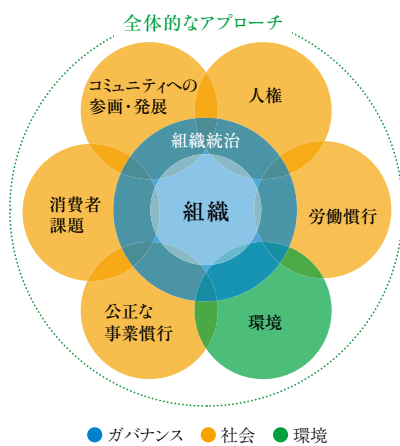 全体的なアプローチ
コミュニティへの
参画・発展
人権
組織統治
消費者
課題
組織
労働慣行
公正な
事業慣行
環境
ガバナンス 社会 環境